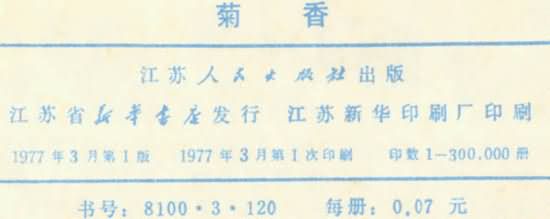 菊 香
江苏人民出版社出版
江苏省新华书店发行 江苏新华印刷厂印刷
1977年3月第1版 1977年3月第1次印刷 印数1—300,000册
书号：8100·3·120 每册：0.07元